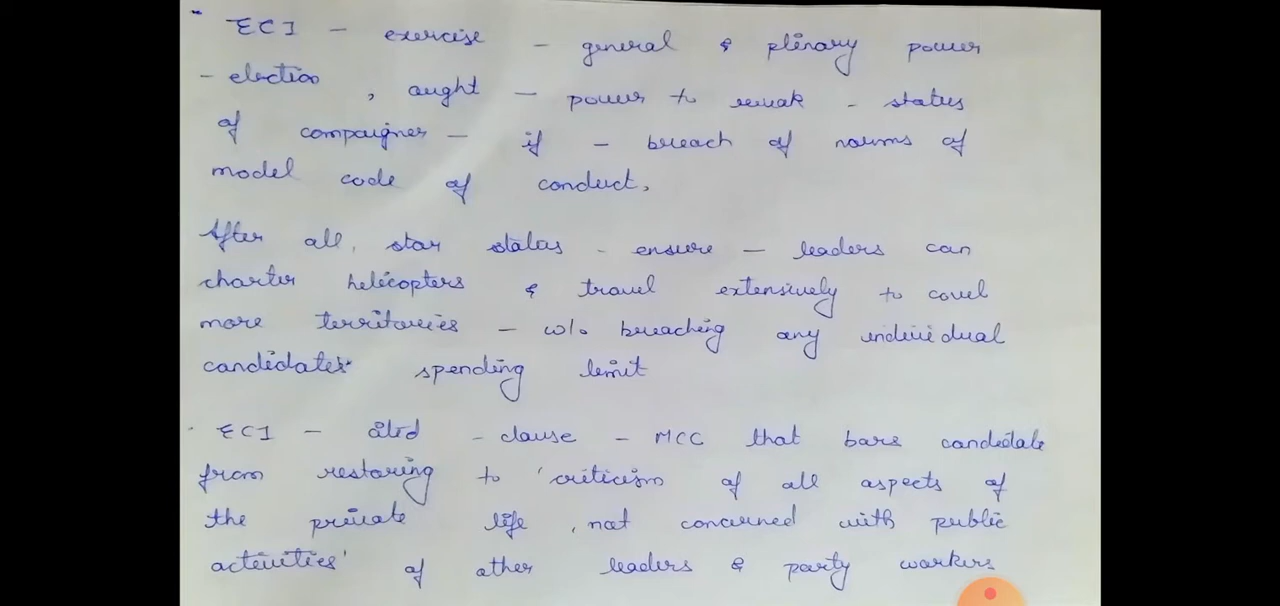 ECI - exercise - general & plenary power
- election , aught - power to revoak - status
of compaigner - if - breach of norms of
model code of conduct.
After all, star status - ensure - leaders can
charter helicopters & travel extensively to cover
more territories - w/o breaching any individual
candidates' spending limit
ECI - cited - clause - MCC that bars candidate
from restoring to 'criticism of all aspects of
the private life , not concerned with public
activities' of other leaders & party workers